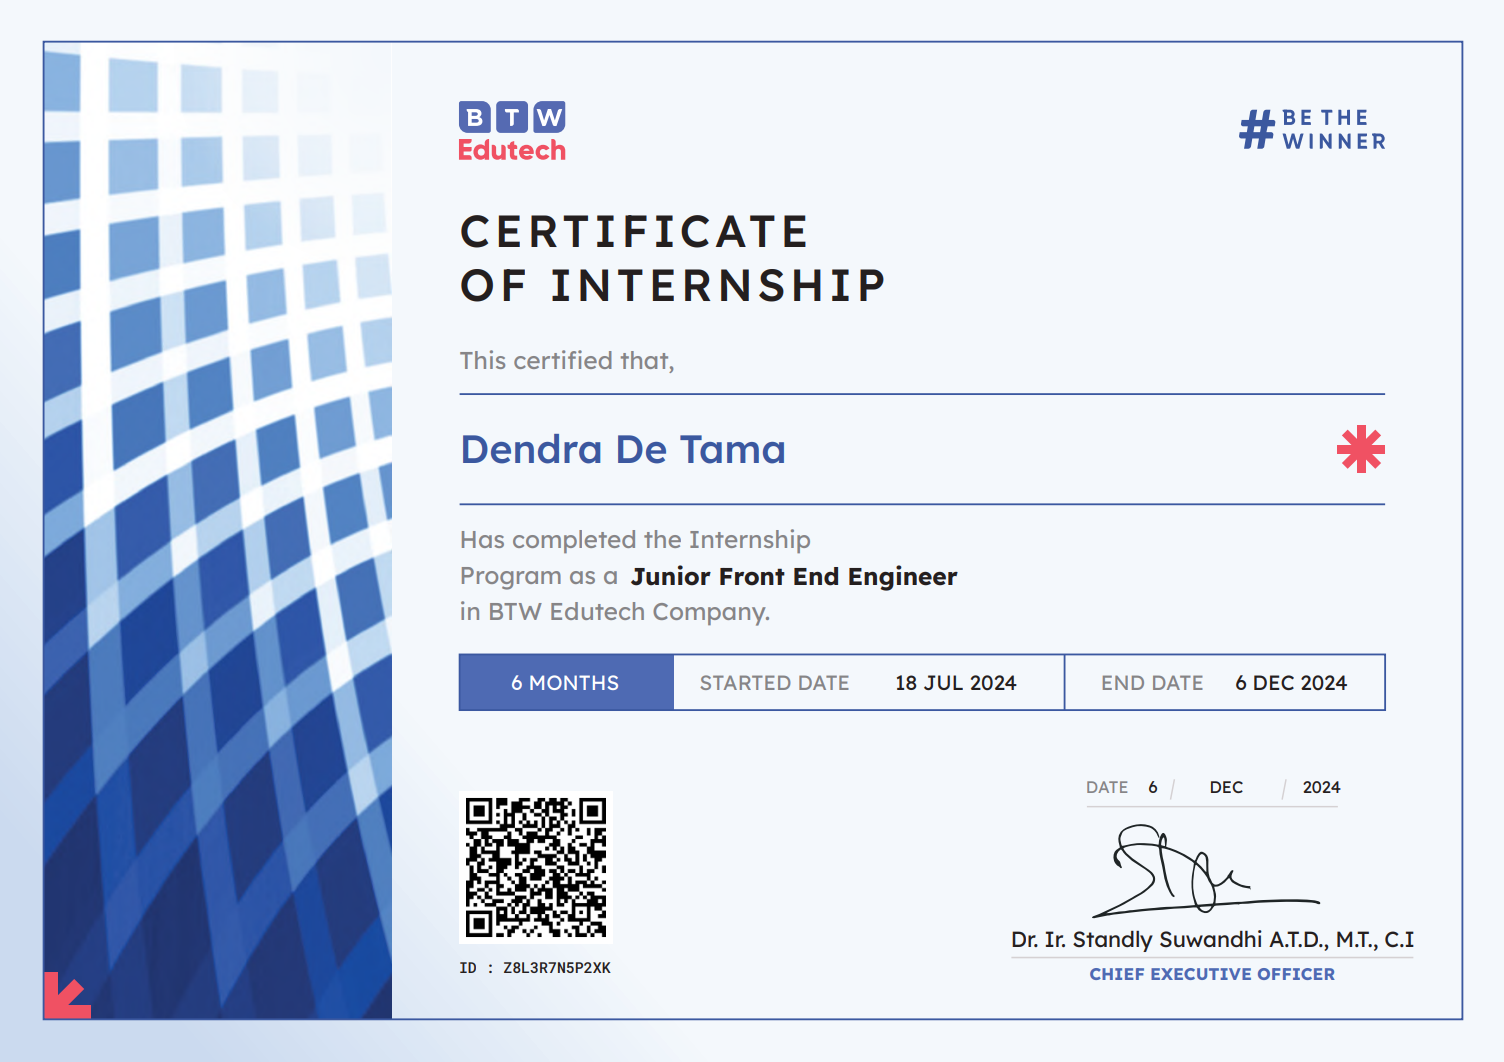 BTW
Edutech
# BE THE
WINNER
CERTIFICATE
OF INTERNSHIP
This certified that,
Dendra De Tama
Has completed the Internship
Program as a Junior Front End Engineer
in BTW Edutech Company.
6 MONTHS STARTED DATE 18 JUL 2024 END DATE 6 DEC 2024
DATE 6 / DEC / 2024
Dr. Ir. Standly Suwandhi A.T.D., M.T., C.I
ID : Z8L3R7N5P2XK
CHIEF EXECUTIVE OFFICER